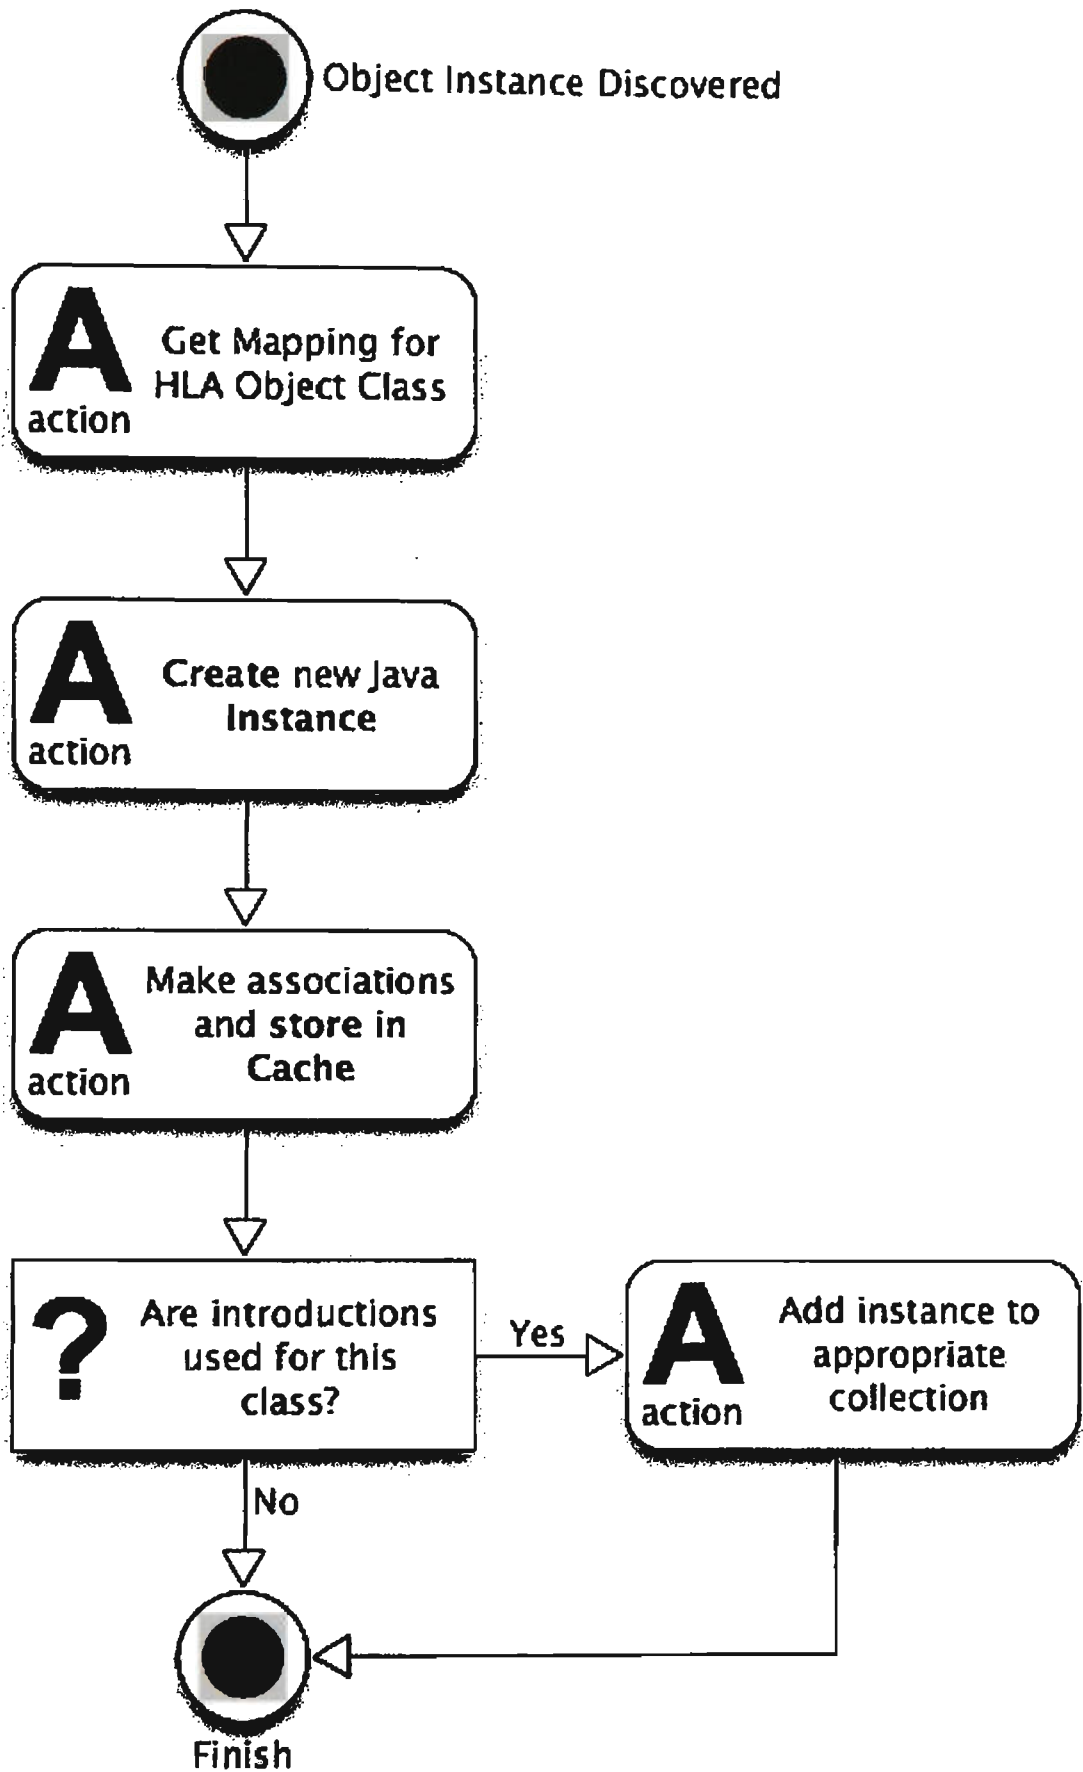 Object Instance Discovered
A
action
Get Mapping for
HLA Object Class
A
action
Create new Java
Instance
A
action
Make associations
and store in
Cache
?
Are introductions
used for this
class?
Yes
A
action
Add instance to
appropriate
collection
No
Finish